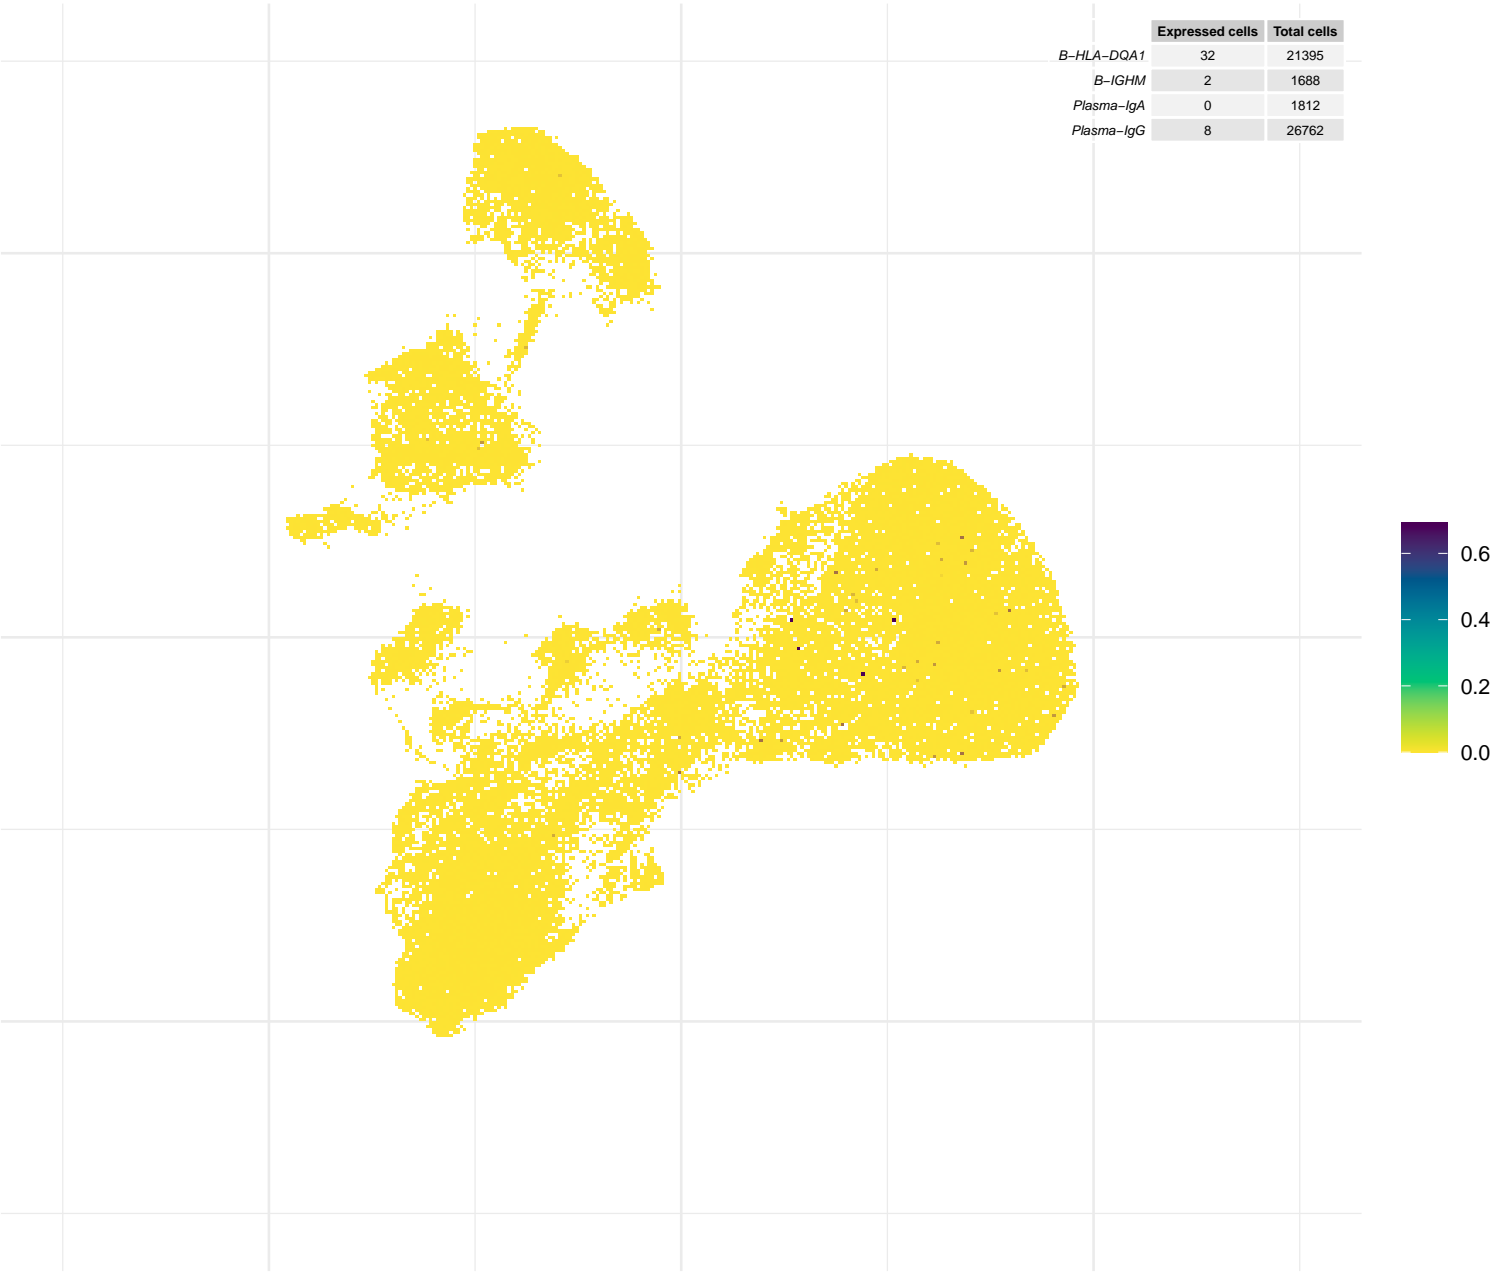 Expressed cells Total cells
B−HLA−DQA1 32 21395
B−IGHM 2 1688
Plasma−IgA 0 1812
Plasma−IgG 8 26762
0.6
0.4
0.2
0.0